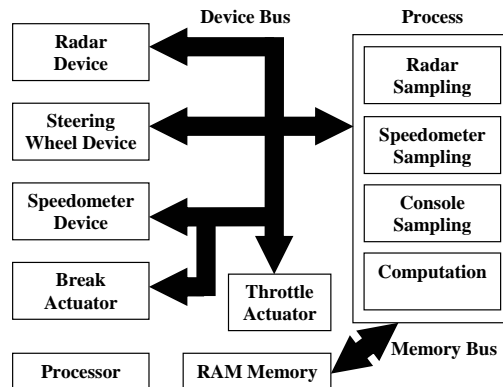 Device Bus
Process
Radar
Device
Radar
Sampling
Steering
Wheel Device
Speedometer
Sampling
Speedometer
Device
Console
Sampling
Break
Actuator
Throttle
Actuator
Computation
Memory Bus
Processor
RAM Memory